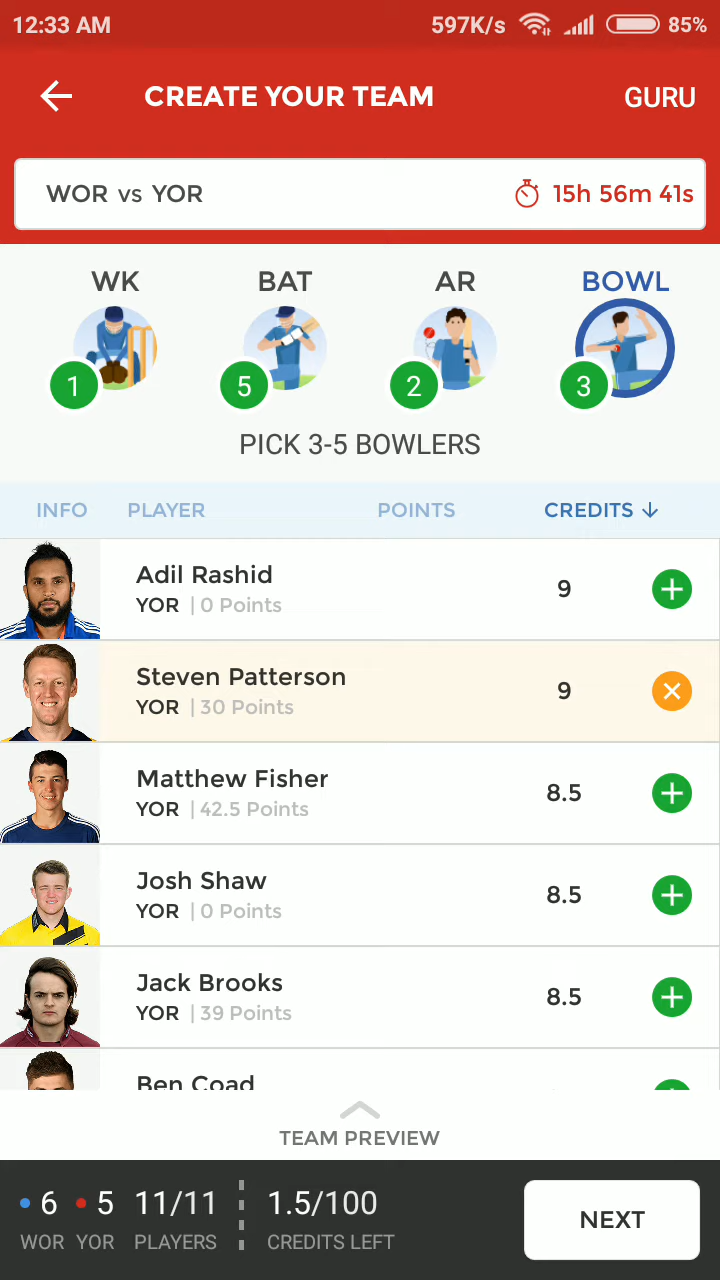 12:33 AM 597K/s 85%
CREATE YOUR TEAM GURU
WOR vs YOR 15h 56m 41s
WK BAT AR BOWL
1 5 2 3
PICK 3-5 BOWLERS
INFO PLAYER POINTS CREDITS ↓
Adil Rashid
YOR | 0 Points 9
Steven Patterson
YOR | 30 Points 9
Matthew Fisher
YOR | 42.5 Points 8.5
Josh Shaw
YOR | 0 Points 8.5
Jack Brooks
YOR | 39 Points 8.5
Ben Coad
TEAM PREVIEW
6 5 11/11 1.5/100
WOR YOR PLAYERS CREDITS LEFT
NEXT